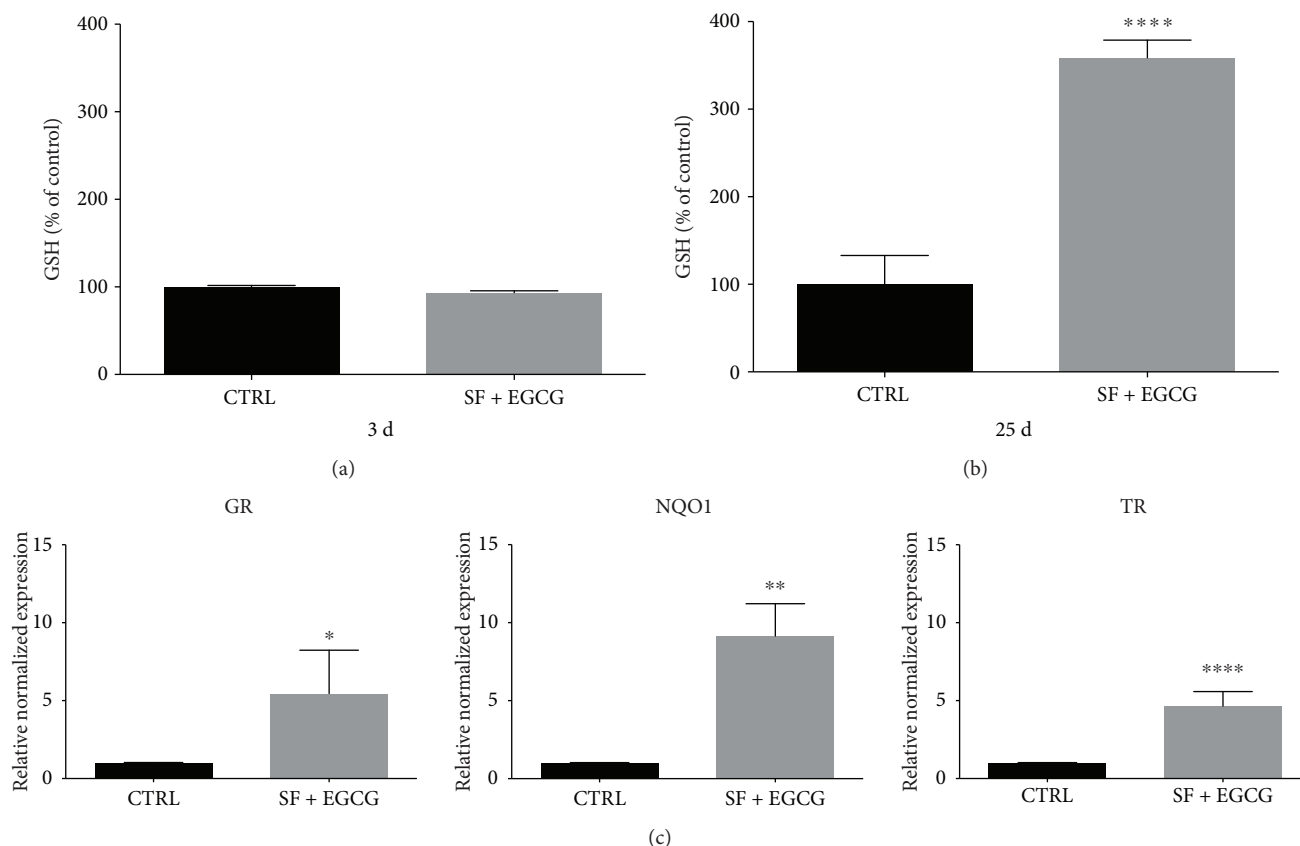 400
300
200
100
0
GSH (% of control)
CTRL
SF + EGCG
3 d
(a)
400
300
200
100
0
GSH (% of control)
****
CTRL
SF + EGCG
25 d
(b)
GR
15
10
5
0
Relative normalized expression
*
CTRL
SF + EGCG
NQO1
15
10
5
0
Relative normalized expression
**
CTRL
SF + EGCG
TR
15
10
5
0
Relative normalized expression
****
CTRL
SF + EGCG
(c)